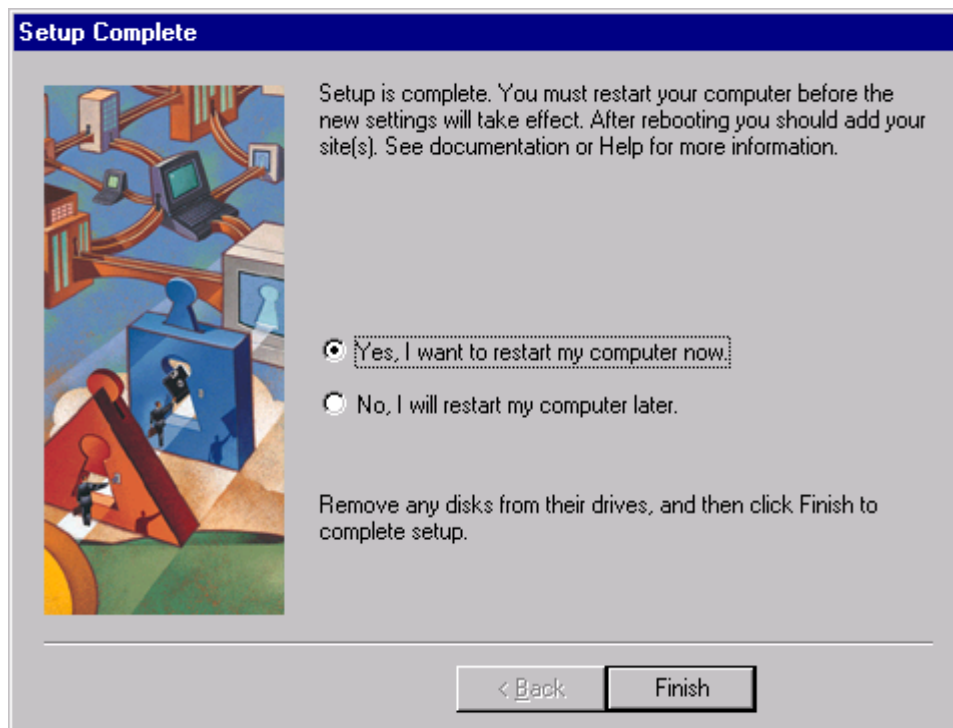 Setup Complete
Setup is complete. You must restart your computer before the
new settings will take effect. After rebooting you should add your
site(s). See documentation or Help for more information.
Yes, I want to restart my computer now.
No, I will restart my computer later.
Remove any disks from their drives, and then click Finish to
complete setup.
< Back
Finish